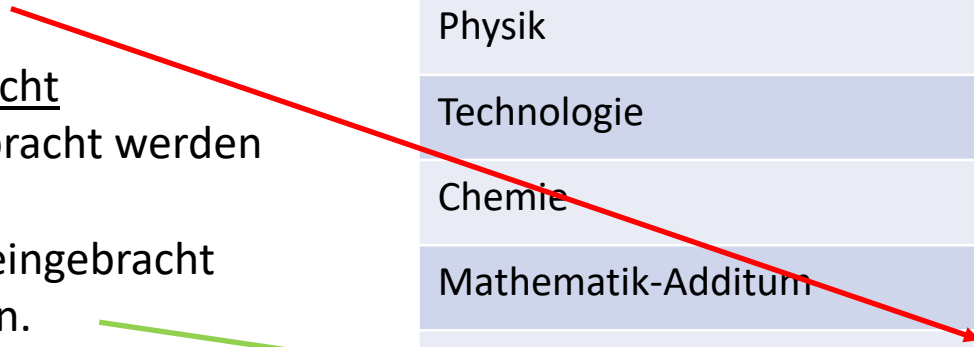 cht
bracht werden
eingebracht
n.
Physik
Technologie
Chemie
Mathematik-Additum